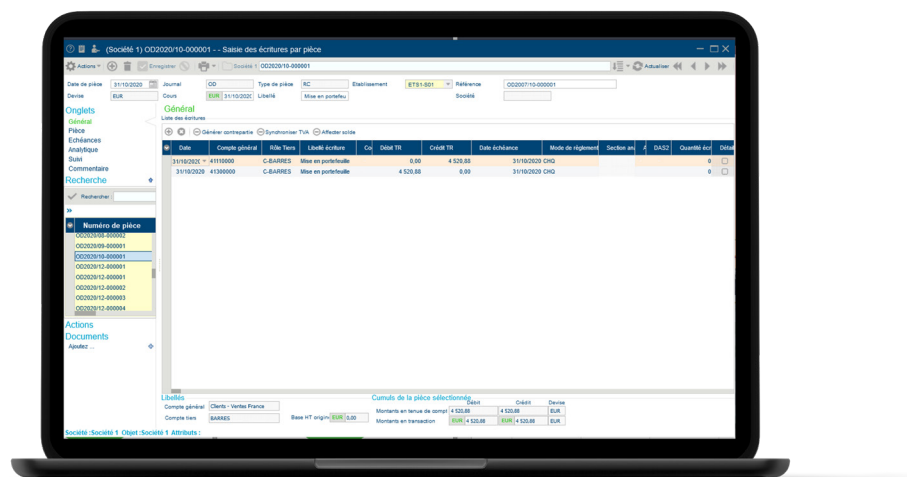 (Société 1) OD2020/10-000001 - - Saisie des écritures par pièce
Actions Enregistrer Société 1 OD2020/10-000001 Actualiser
Date de pièce 31/10/2020 Journal OD Type de pièce RC Etablissement ETS1-S01 Référence OD2007/10-000001
Devise EUR Cours EUR 31/10/2020 Libellé Mise en portefeu Société
Onglets
Général
Pièce
Echéances
Analytique
Suivi
Commentaire
Recherche
Rechercher
»
Numéro de pièce
OD2020/08-000002
OD2020/09-000001
OD2020/10-000001
OD2020/12-000001
OD2020/12-000001
OD2020/12-000002
OD2020/12-000003
OD2020/12-000004
Actions
Documents
Ajoutez ...
Général
Liste des écritures
Générer contrepartie Synchroniser TVA Affecter solde
Date Compte général Rôle Tiers Libellé écriture Co Débit TR Crédit TR Date échéance Mode de règlement Section ana A DAS2 Quantité écr Détail
31/10/2020 41110000 C-BARRES Mise en portefeuille 0,00 4 520,88 31/10/2020 CHQ 0
31/10/2020 41300000 C-BARRES Mise en portefeuille 4 520,88 0,00 31/10/2020 CHQ 0
Libellés
Compte général Clients - Ventes France
Compte tiers BARRES Base HT origine EUR 0,00
Cumuls de la pièce sélectionnée
Débit Crédit Devise
Montants en tenue de compt 4 520,88 4 520,88 EUR
Montants en transaction EUR 4 520,88 EUR 4 520,88 EUR
Société :Société 1 Objet :Société 1 Attributs :